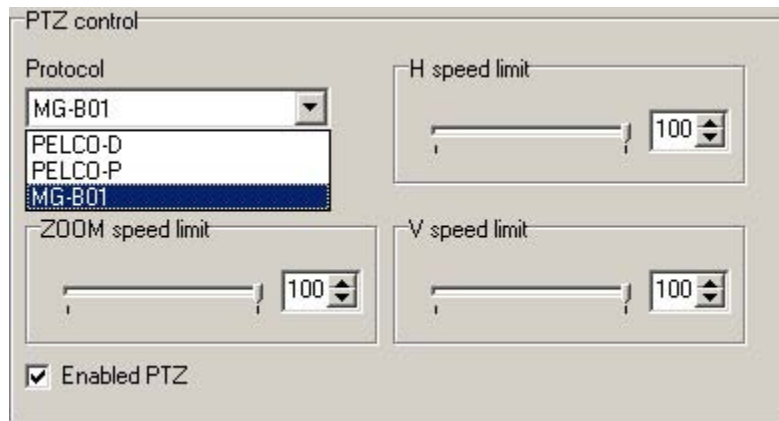 PTZ control
Protocol
MG-B01
PELCO-D
PELCO-P
MG-B01
H speed limit
100
ZOOM speed limit
100
V speed limit
100
Enabled PTZ